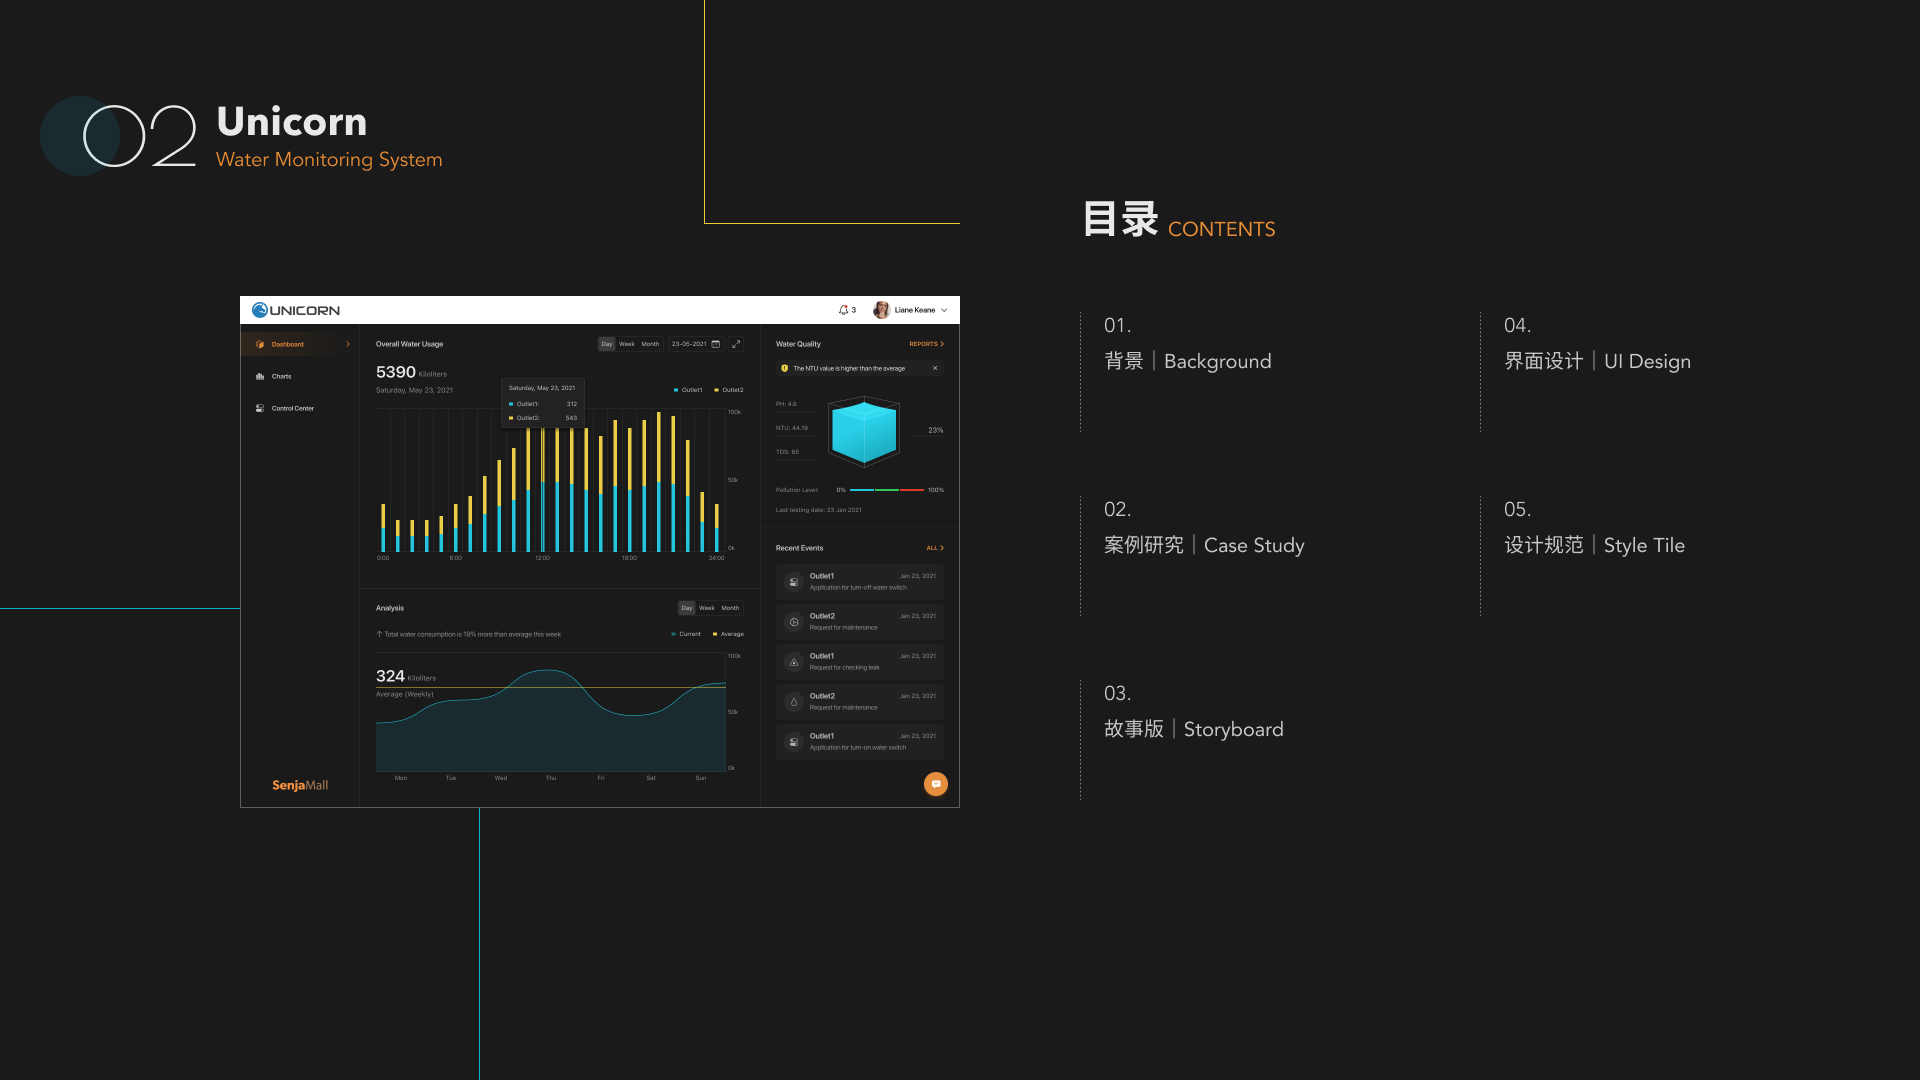 02
Unicorn
Water Monitoring System
UNICORN
3
Liane Keane
Dashboard
Charts
Control Center
SenjaMall
Overall Water Usage
Day Week Month 23-05-2021
5390 Kiloliters
Saturday, May 23, 2021
Outlet1 Outlet2
Saturday, May 23, 2021
Outlet1: 312
Outlet2: 543
100k
50k
0k
0:00 6:00 12:00 18:00 24:00
Analysis
Day Week Month
Total water consumption is 19% more than average this week
Current Average
324 Kiloliters
Average (Weekly)
100k
50k
0k
Mon Tue Wed Thu Fri Sat Sun
Water Quality
REPORTS
The NTU value is higher than the average
PH: 4.6
NTU: 44.19
TDS: 65
23%
Pollution Level: 0% 100%
Last testing date: 23 Jan 2021
Recent Events
ALL
Outlet1 Jan 23, 2021
Application for turn-off water switch
Outlet2 Jan 23, 2021
Request for maintenance
Outlet1 Jan 23, 2021
Request for checking leak
Outlet2 Jan 23, 2021
Request for maintenance
Outlet1 Jan 23, 2021
Application for turn-on water switch
目录 CONTENTS
01.
背景｜Background
02.
案例研究｜Case Study
03.
故事版｜Storyboard
04.
界面设计｜UI Design
05.
设计规范｜Style Tile